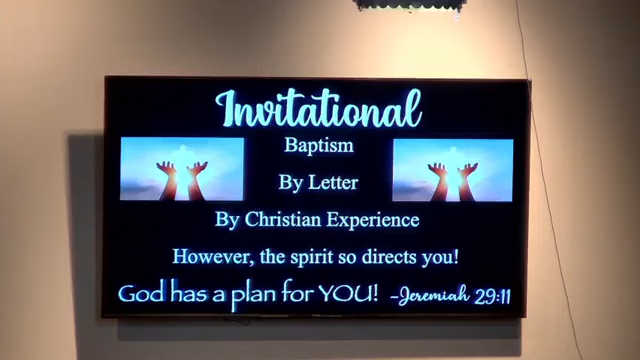 Invitational
Baptism
By Letter
By Christian Experience
However, the spirit so directs you!
God has a plan for YOU! -Jeremiah 29:11